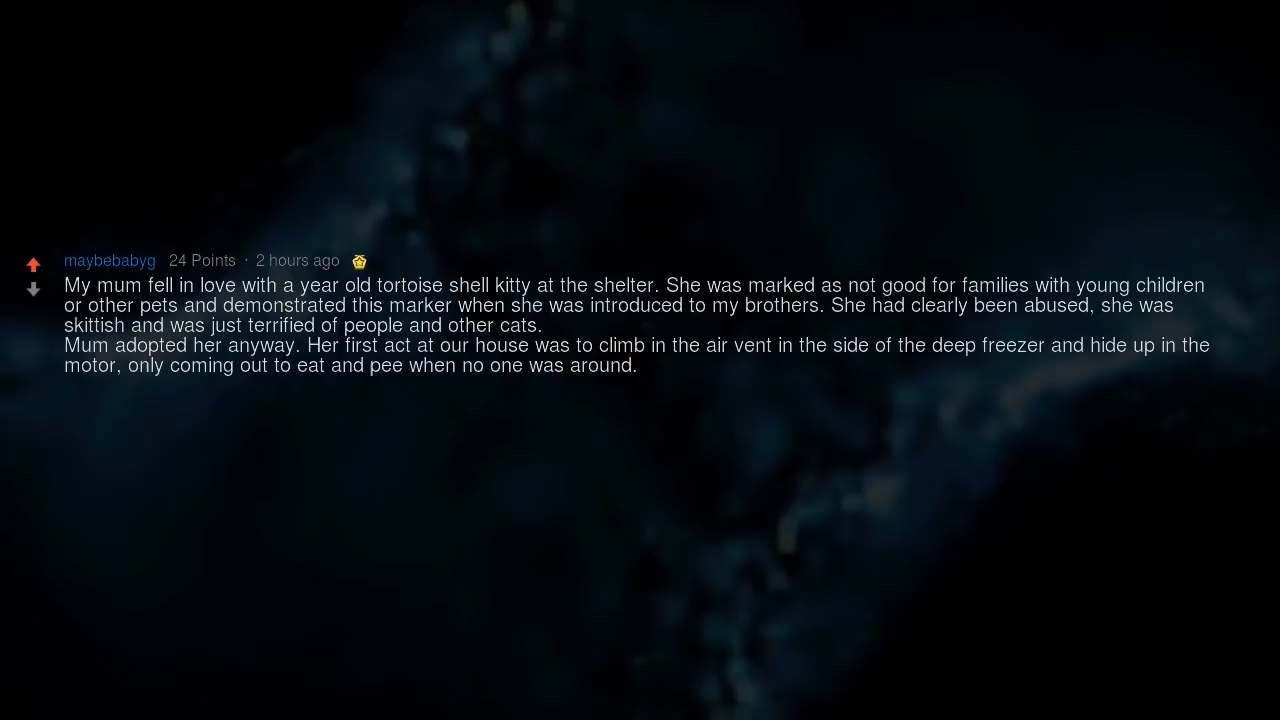 maybebabyg 24 Points · 2 hours ago
My mum fell in love with a year old tortoise shell kitty at the shelter. She was marked as not good for families with young children
or other pets and demonstrated this marker when she was introduced to my brothers. She had clearly been abused, she was
skittish and was just terrified of people and other cats.
Mum adopted her anyway. Her first act at our house was to climb in the air vent in the side of the deep freezer and hide up in the
motor, only coming out to eat and pee when no one was around.